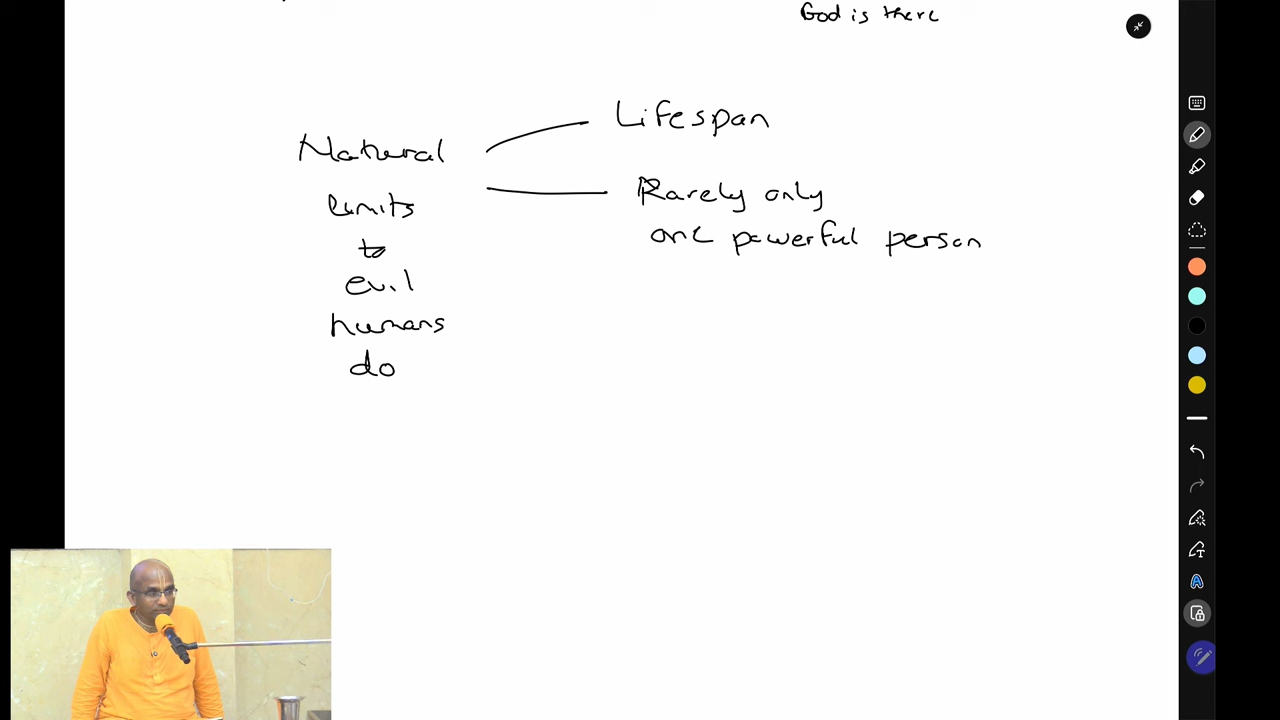 God is there
Lifespan
Natural
limits
to
evil
humans
do
Rarely only
one powerful person